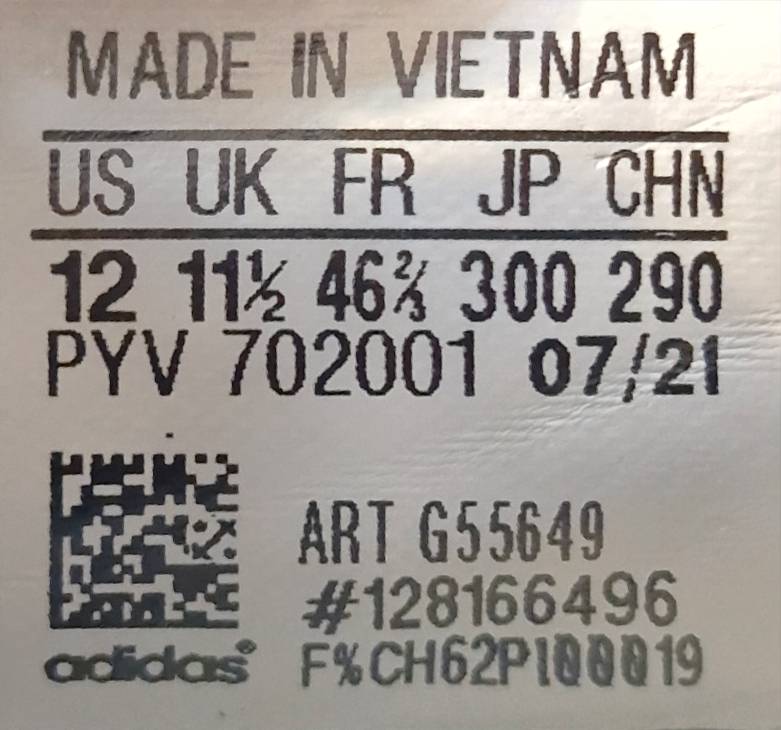 MADE IN VIETNAM
US UK FR JP CHN
12 11½ 46⅔ 300 290
PYV 702001 07/21
ART G55649
#128166496
F%CH62P100019
adidas®